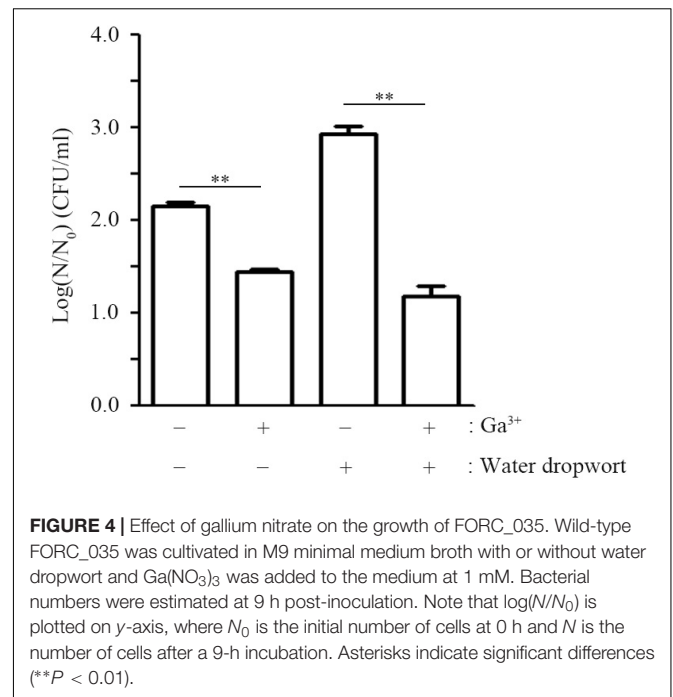 4.0
3.0
2.0
1.0
0.0
Log(N/N₀) (CFU/ml)
**
**
− + − + : Ga³⁺
− − + + : Water dropwort
FIGURE 4 | Effect of gallium nitrate on the growth of FORC_035. Wild-type
FORC_035 was cultivated in M9 minimal medium broth with or without water
dropwort and Ga(NO₃)₃ was added to the medium at 1 mM. Bacterial
numbers were estimated at 9 h post-inoculation. Note that log(N/N₀) is
plotted on y-axis, where N₀ is the initial number of cells at 0 h and N is the
number of cells after a 9-h incubation. Asterisks indicate significant differences
(**P < 0.01).